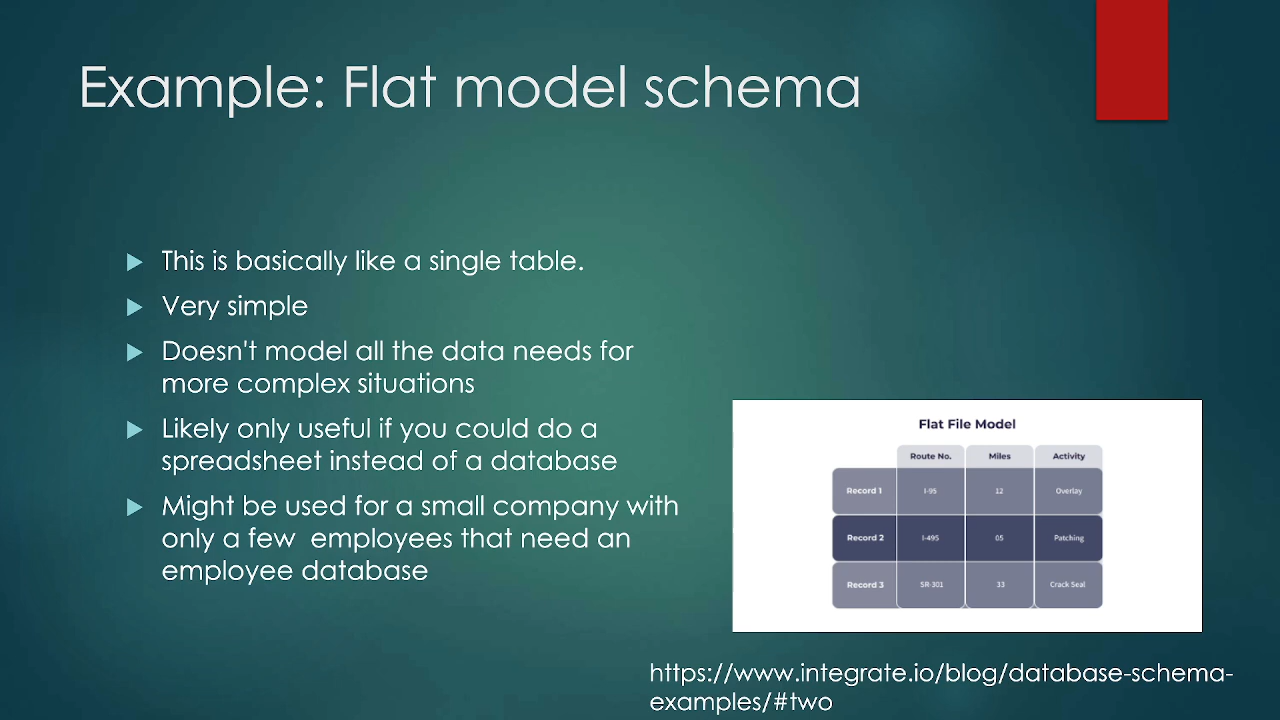 Example: Flat model schema
This is basically like a single table.
Very simple
Doesn't model all the data needs for
more complex situations
Likely only useful if you could do a
spreadsheet instead of a database
Might be used for a small company with
only a few  employees that need an
employee database
Flat File Model
Route No. Miles Activity
Record 1 I-95 12 Overlay
Record 2 I-495 05 Patching
Record 3 SR-301 33 Crack Seal
https://www.integrate.io/blog/database-schema-
examples/#two